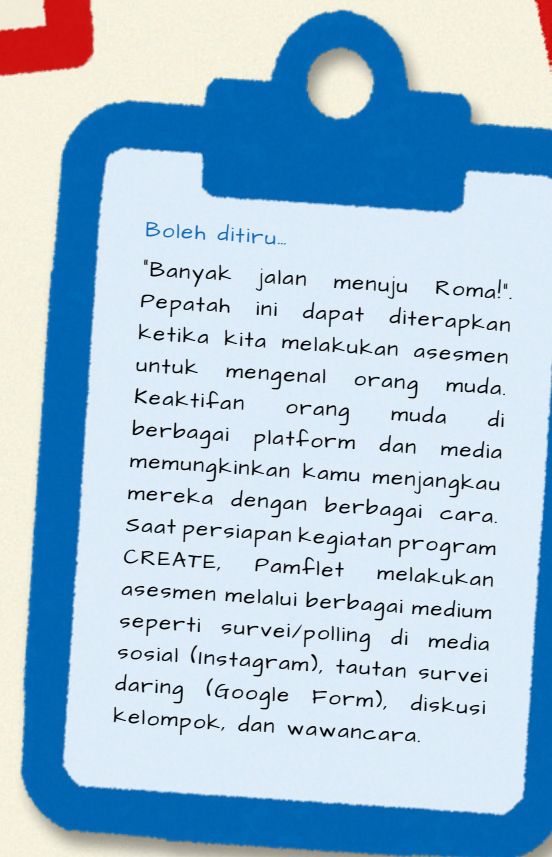 Boleh ditiru...
"Banyak jalan menuju Roma!".
Pepatah ini dapat diterapkan
ketika kita melakukan asesmen
untuk mengenal orang muda.
Keaktifan orang muda di
berbagai platform dan media
memungkinkan kamu menjangkau
mereka dengan berbagai cara.
Saat persiapan kegiatan program
CREATE, Pamflet melakukan
asesmen melalui berbagai medium
seperti survei/polling di media
sosial (Instagram), tautan survei
daring (Google Form), diskusi
kelompok, dan wawancara.